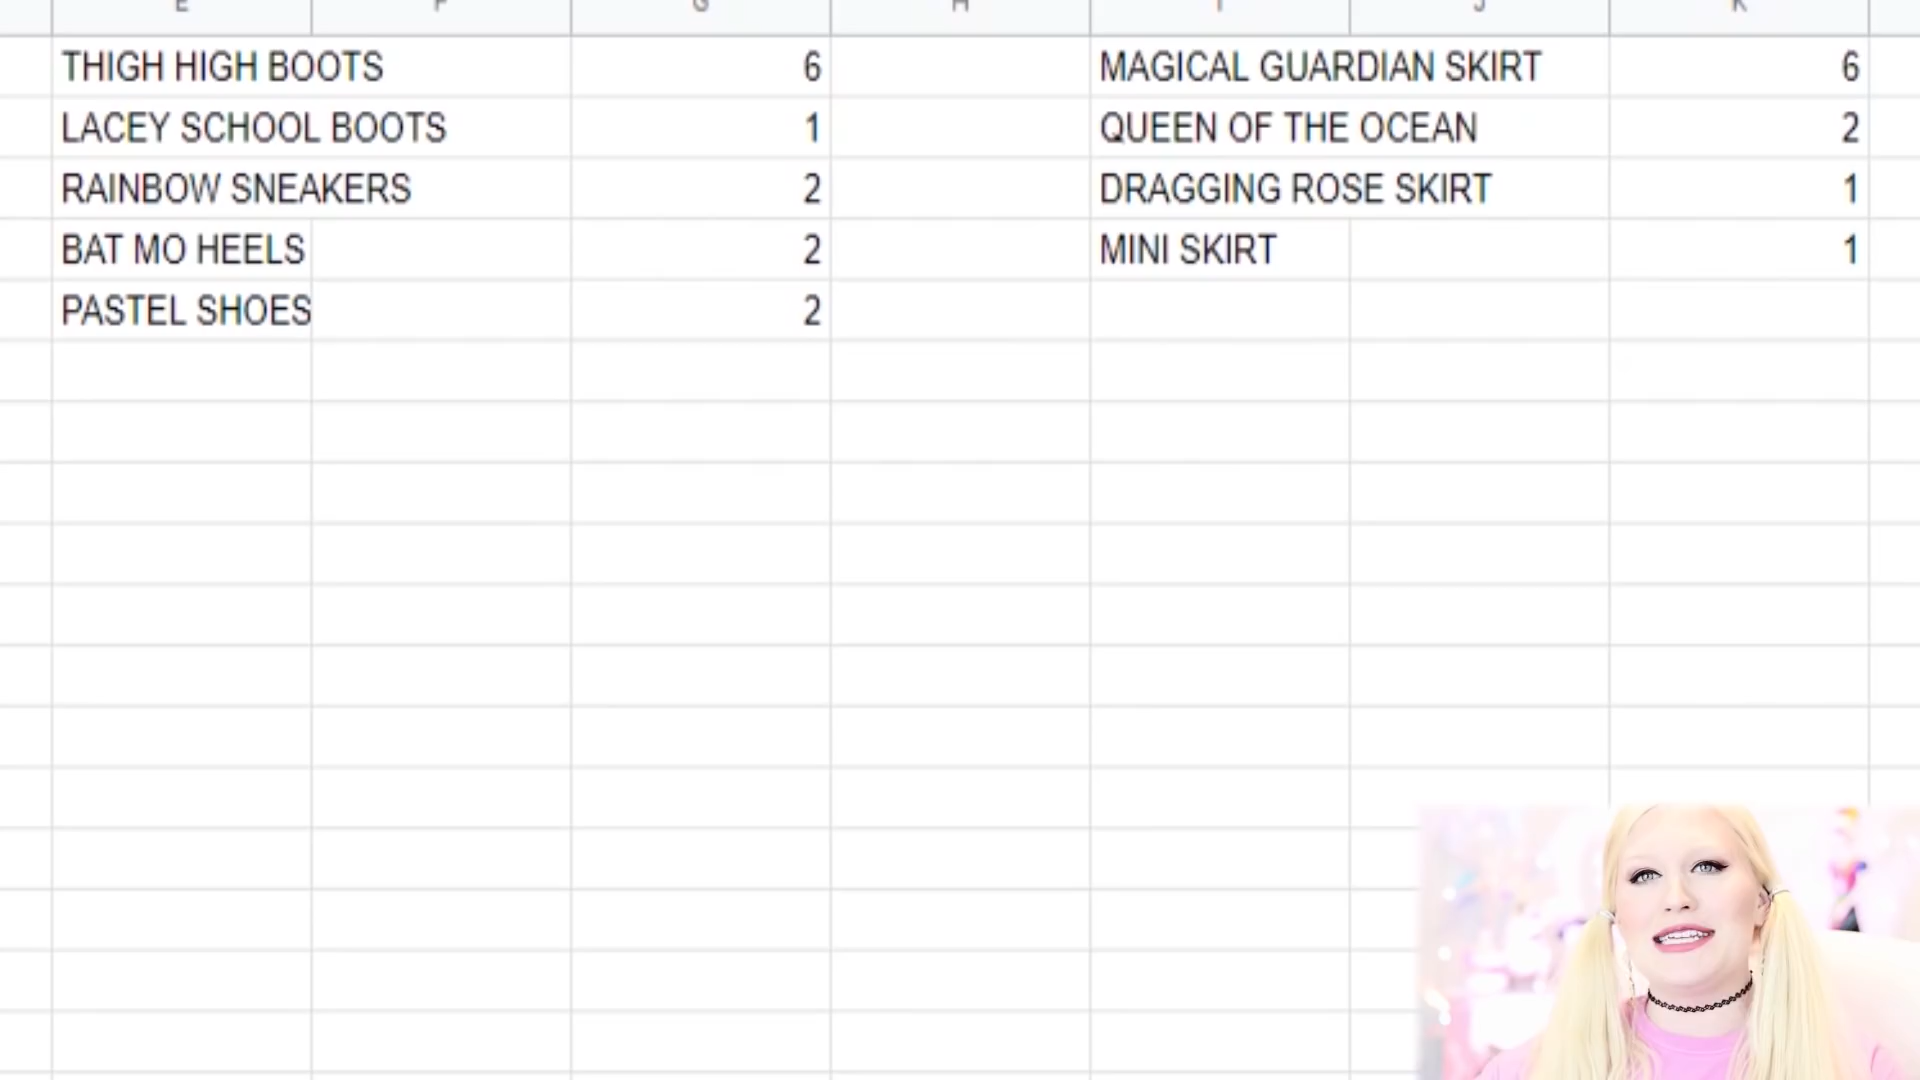 E F G H I J K
THIGH HIGH BOOTS 6 MAGICAL GUARDIAN SKIRT 6
LACEY SCHOOL BOOTS 1 QUEEN OF THE OCEAN 2
RAINBOW SNEAKERS 2 DRAGGING ROSE SKIRT 1
BAT MO HEELS 2 MINI SKIRT 1
PASTEL SHOES 2